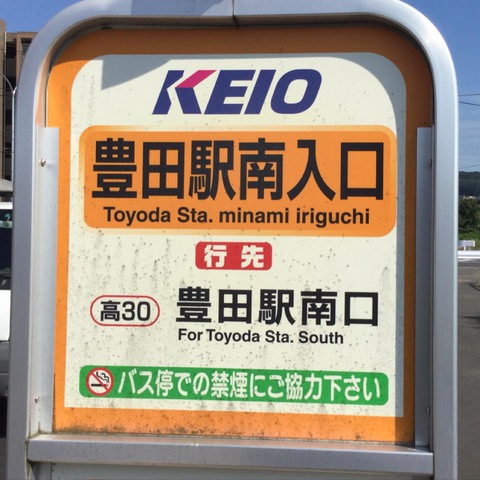 KEIO
豊田駅南入口
Toyoda Sta. minami iriguchi
行先
高30
豊田駅南口
For Toyoda Sta. South
バス停での禁煙にご協力下さい